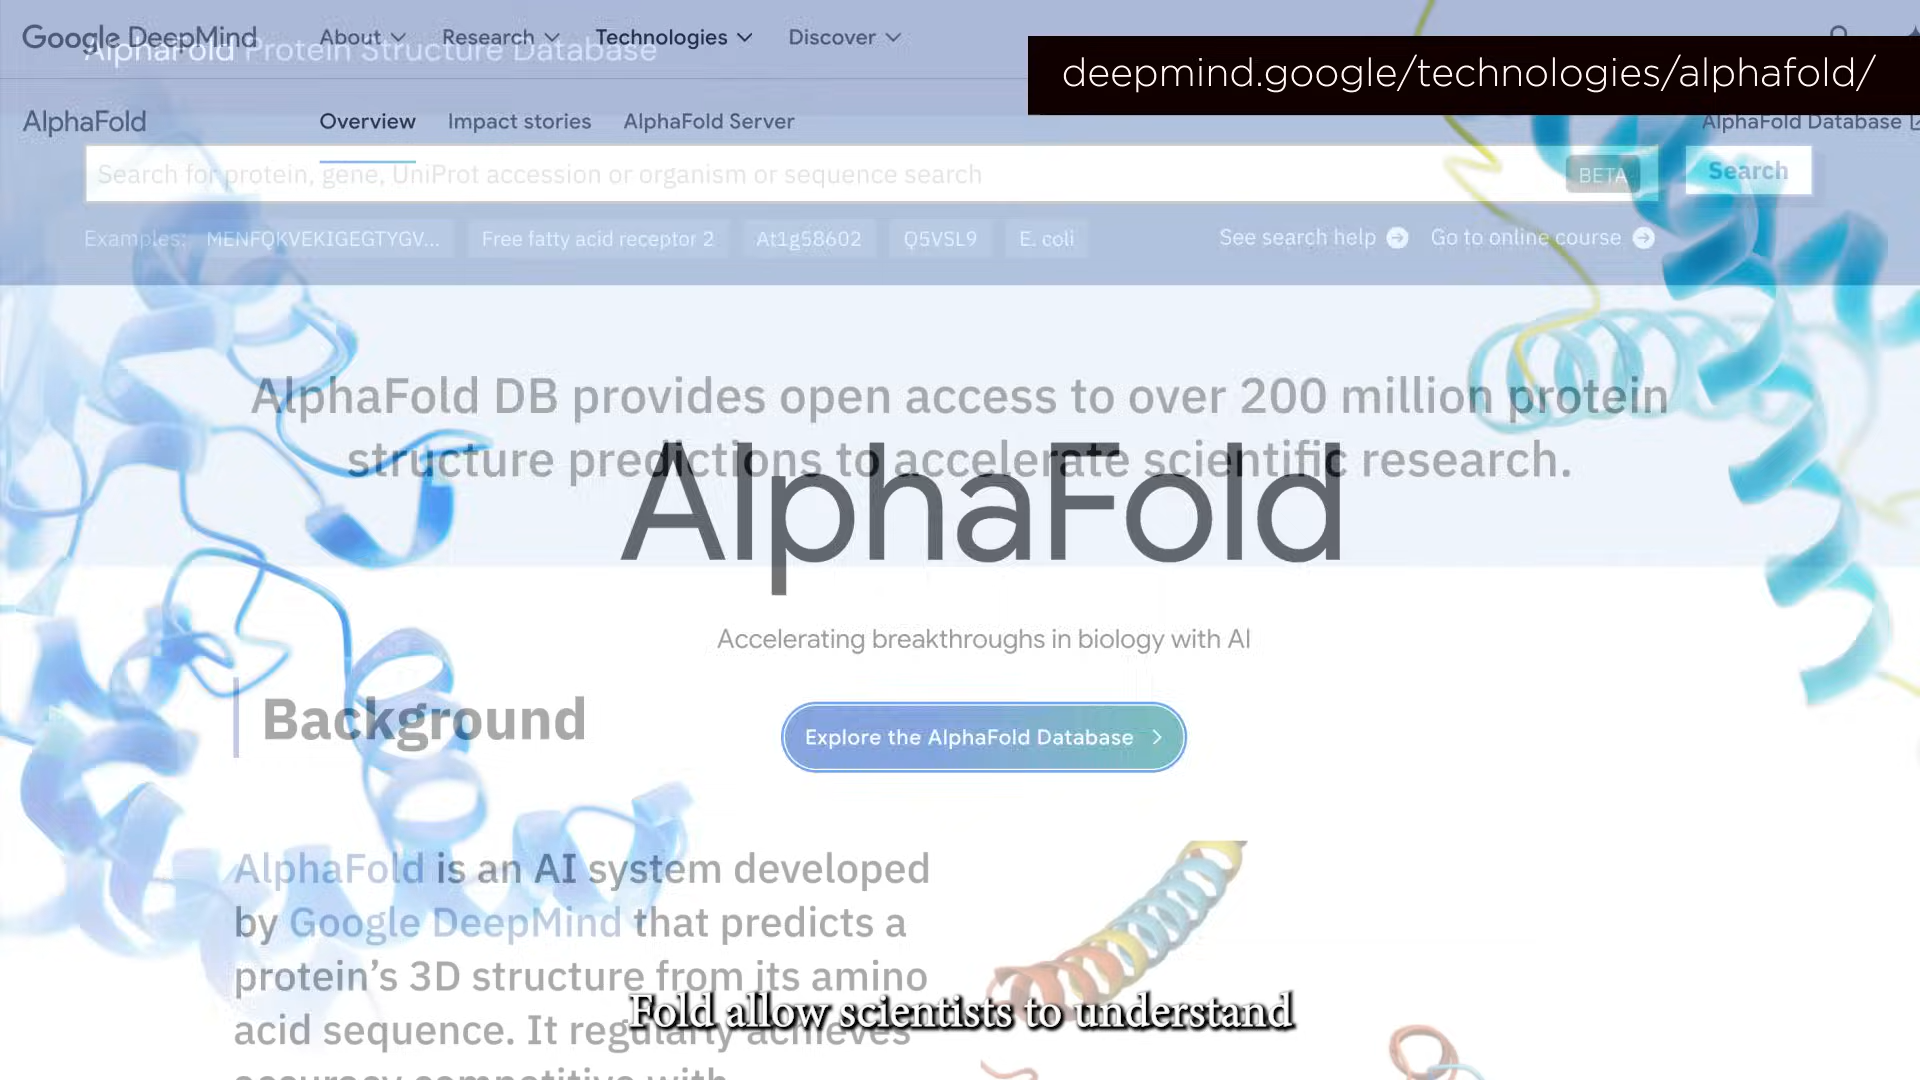 Google DeepMind
About
Research
Technologies
Discover
AlphaFold Protein Structure Database
deepmind.google/technologies/alphafold/
AlphaFold
Overview
Impact stories
AlphaFold Server
AlphaFold Database
Search for protein, gene, UniProt accession or organism or sequence search
BETA
Search
Examples:
MENFQKVEKIGEGTYGV...
Free fatty acid receptor 2
At1g58602
Q5VSL9
E. coli
See search help
Go to online course
AlphaFold DB provides open access to over 200 million protein
structure predictions to accelerate scientific research.
AlphaFold
Accelerating breakthroughs in biology with AI
Background
Explore the AlphaFold Database
AlphaFold is an AI system developed
by Google DeepMind that predicts a
protein’s 3D structure from its amino
acid sequence. It regularly achieves
accuracy competitive with
Fold allow scientists to understand